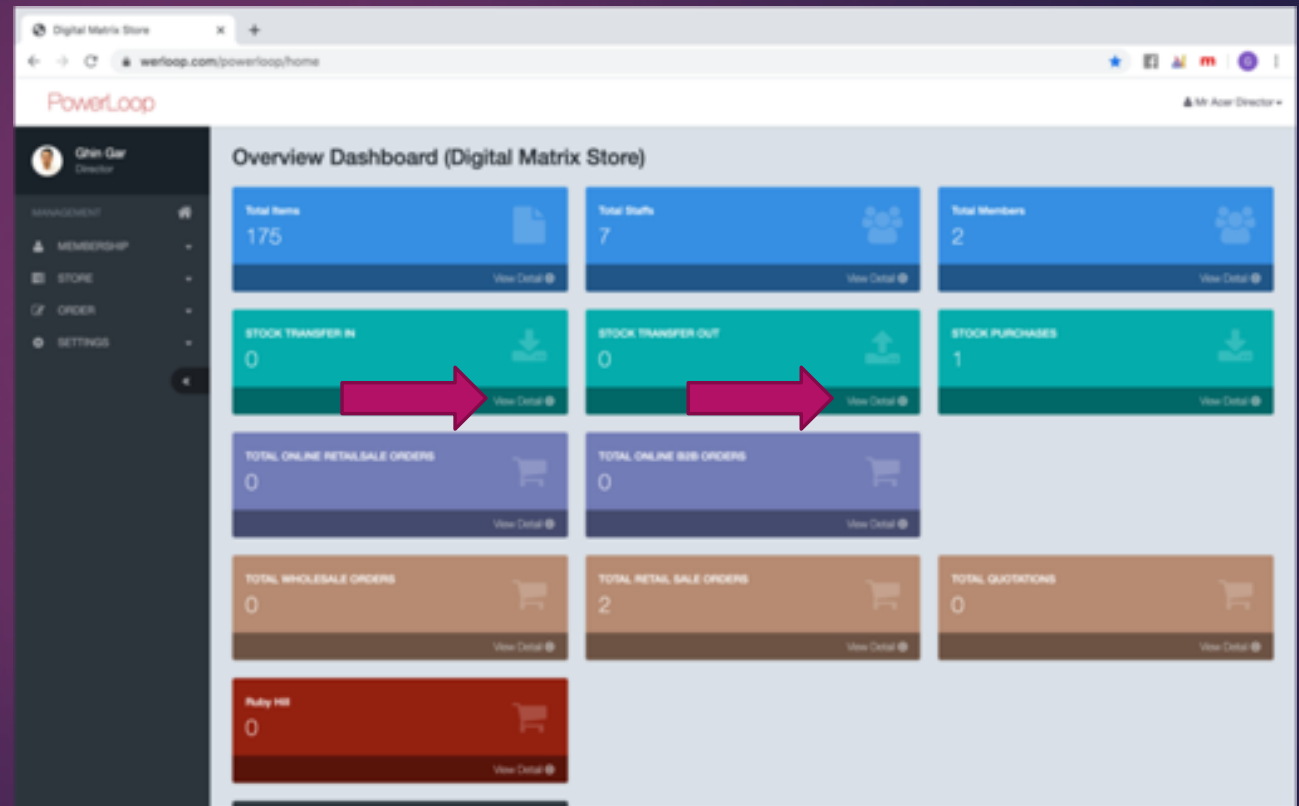 Digital Matrix Store
werloop.com/powerloop/home
PowerLoop
Mr Acer Director
Ghin Gar
Director
Overview Dashboard (Digital Matrix Store)
MANAGEMENT
MEMBERSHIP
STORE
ORDER
SETTINGS
Total Items
175
View Detail
Total Staffs
7
View Detail
Total Members
2
View Detail
STOCK TRANSFER IN
0
View Detail
STOCK TRANSFER OUT
0
View Detail
STOCK PURCHASES
1
View Detail
TOTAL ONLINE RETAILSALE ORDERS
0
View Detail
TOTAL ONLINE B2B ORDERS
0
View Detail
TOTAL WHOLESALE ORDERS
0
View Detail
TOTAL RETAIL SALE ORDERS
2
View Detail
TOTAL QUOTATIONS
0
View Detail
Ruby Hill
0
View Detail